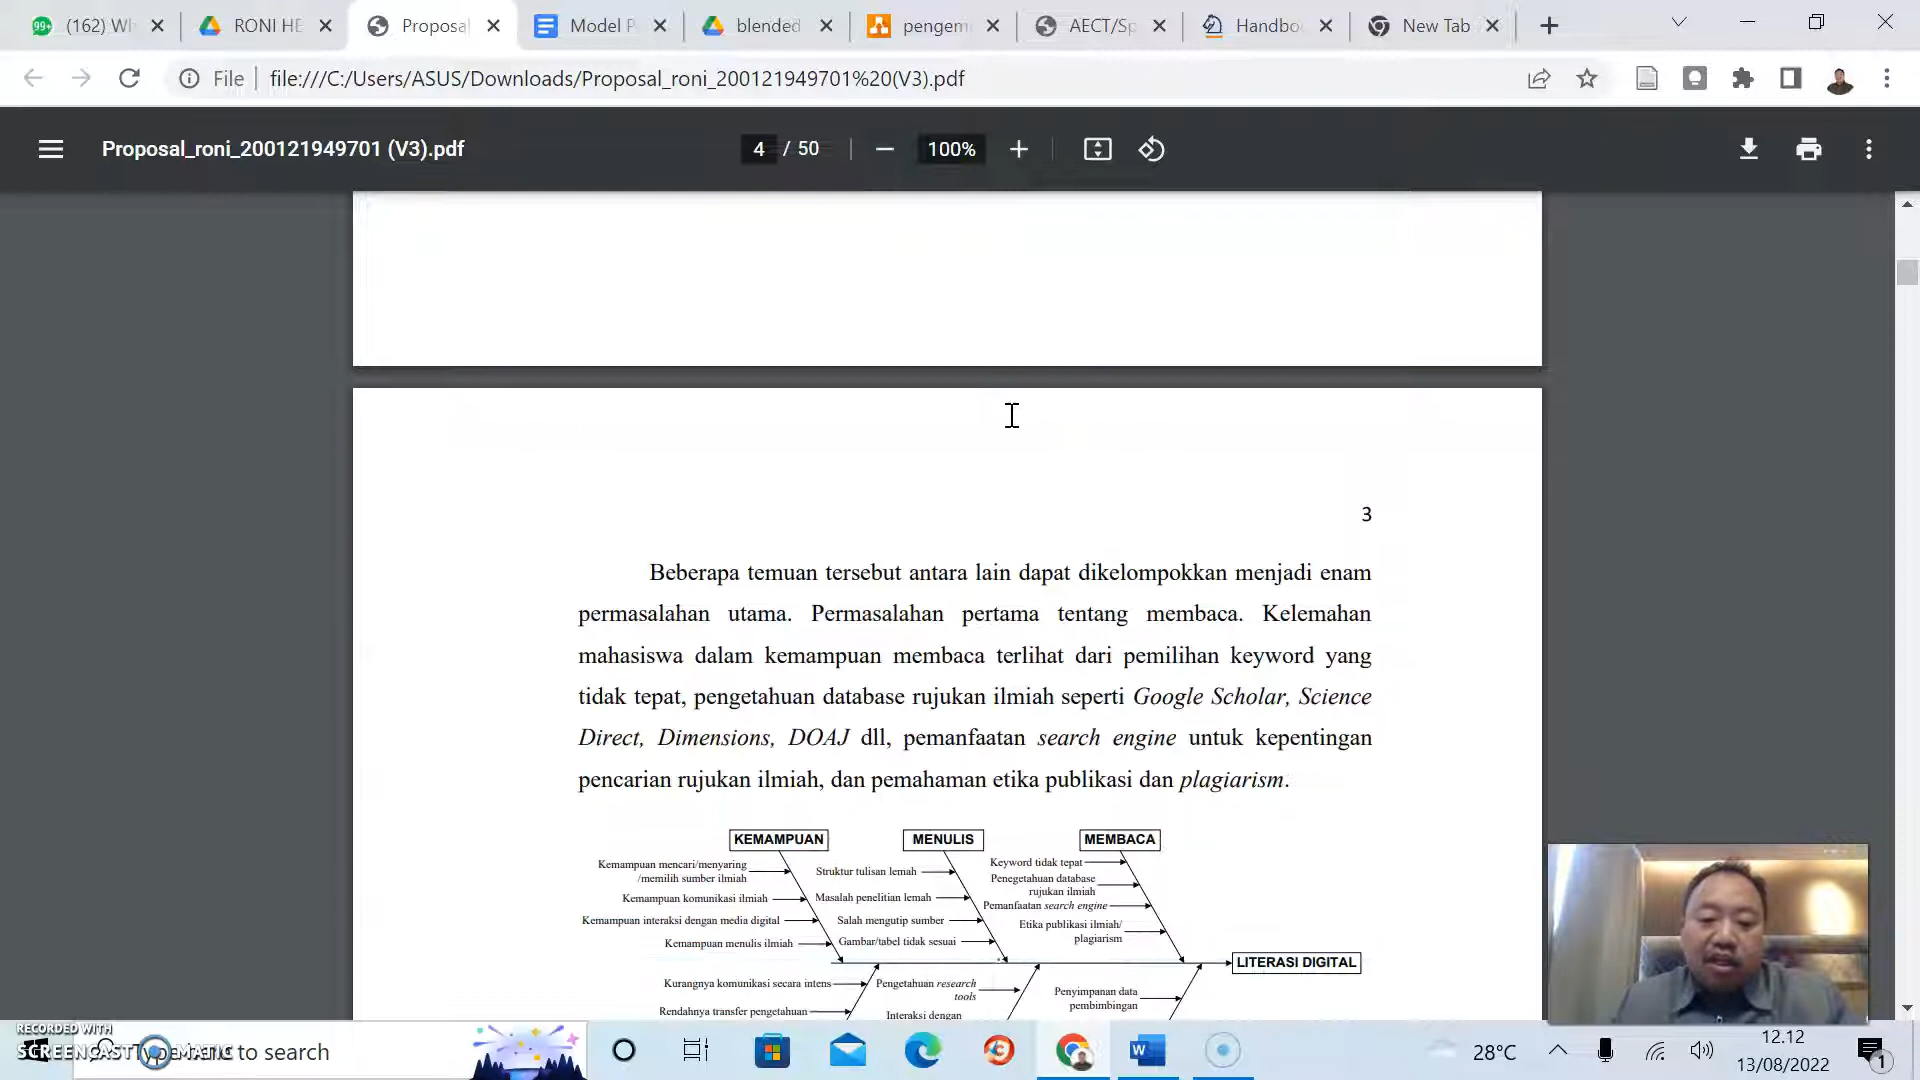 (162) Wh
RONI HE
Proposal
Model P
blended
pengem
AECT/Sp
Handbo
New Tab
File
file:///C:/Users/ASUS/Downloads/Proposal_roni_200121949701%20(V3).pdf
Proposal_roni_200121949701 (V3).pdf
4 / 50
100%
3
Beberapa temuan tersebut antara lain dapat dikelompokkan menjadi enam
permasalahan utama. Permasalahan pertama tentang membaca. Kelemahan
mahasiswa dalam kemampuan membaca terlihat dari pemilihan keyword yang
tidak tepat, pengetahuan database rujukan ilmiah seperti Google Scholar, Science
Direct, Dimensions, DOAJ dll, pemanfaatan search engine untuk kepentingan
pencarian rujukan ilmiah, dan pemahaman etika publikasi dan plagiarism.
KEMAMPUAN
Kemampuan mencari/menyaring
/memilih sumber ilmiah
Kemampuan komunikasi ilmiah
Kemampuan interaksi dengan media digital
Kemampuan menulis ilmiah
MENULIS
Struktur tulisan lemah
Masalah penelitian lemah
Salah mengutip sumber
Gambar/tabel tidak sesuai
MEMBACA
Keyword tidak tepat
Penegetahuan database
rujukan ilmiah
Pemanfaatan search engine
Etika publikasi ilmiah/
plagiarism
LITERASI DIGITAL
Kurangnya komunikasi secara intens
Rendahnya transfer pengetahuan
Pengetahuan research
tools
Interaksi dengan
Penyimpanan data
pembimbingan
RECORDED WITH
SCREENCAST MATIC
to search
28°C
12.12
13/08/2022
1